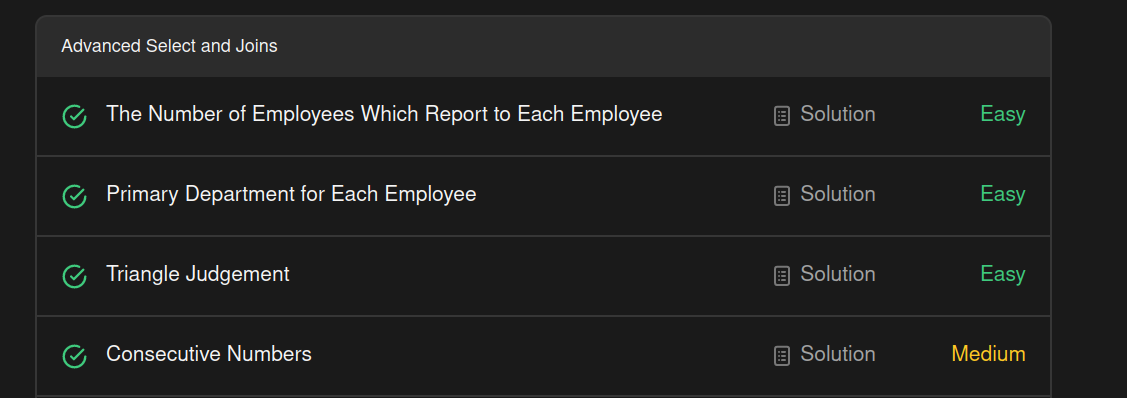 Advanced Select and Joins
The Number of Employees Which Report to Each Employee Solution Easy
Primary Department for Each Employee Solution Easy
Triangle Judgement Solution Easy
Consecutive Numbers Solution Medium